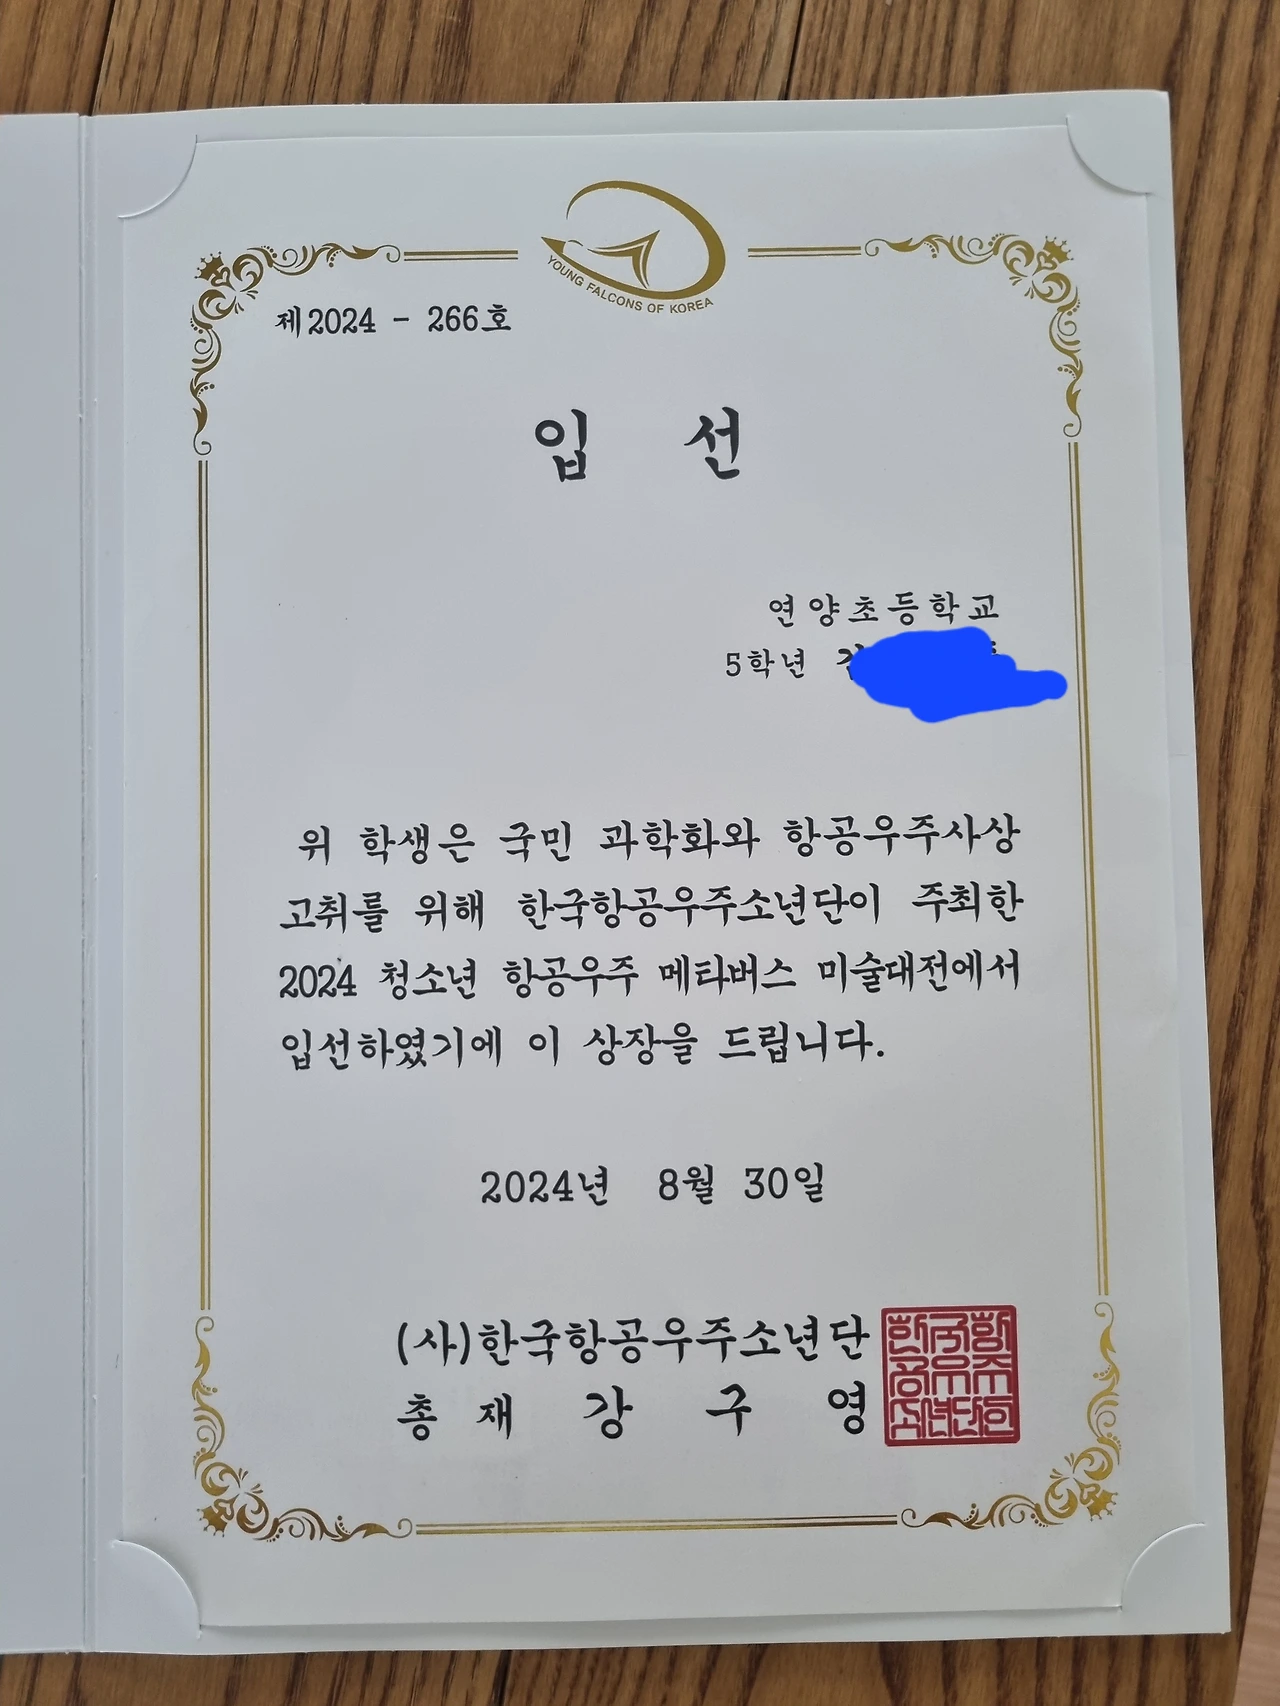 YOUNG FALCONS OF KOREA
제2024 - 266호
입 선
연양초등학교
5학년
위 학생은 국민 과학화와 항공우주사상
고취를 위해 한국항공우주소년단이 주최한
2024 청소년 항공우주 메타버스 미술대전에서
입선하였기에 이 상장을 드립니다.
2024년 8월 30일
(사)한국항공우주소년단
총 재 강 구 영